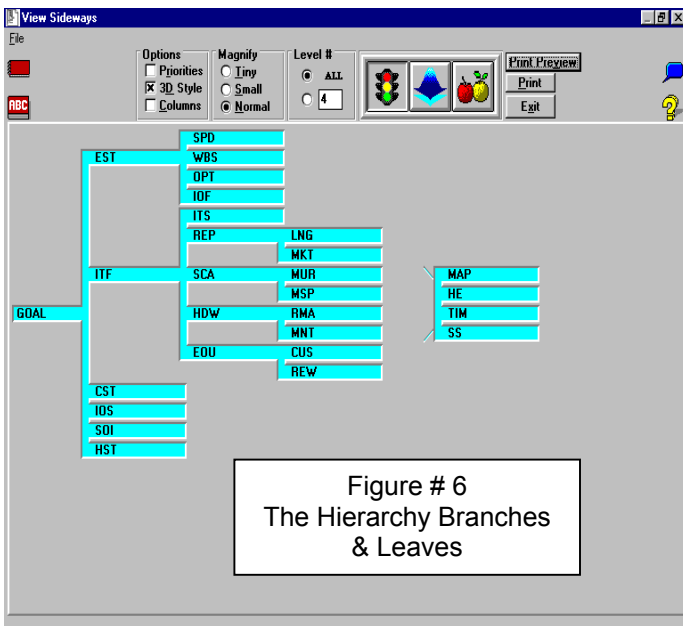 View Sideways
File
Options
Priorities
3D Style
Columns
Magnify
Tiny
Small
Normal
Level #
ALL
4
Print Preview
Print
Exit
ABC
SPD
EST
WBS
OPT
IOF
ITS
REP
LNG
MKT
ITF
SCA
MUR
MAP
MSP
HE
GOAL
HDW
RMA
TIM
MNT
SS
EOU
CUS
REW
CST
IOS
SOI
HST
Figure # 6
The Hierarchy Branches
& Leaves